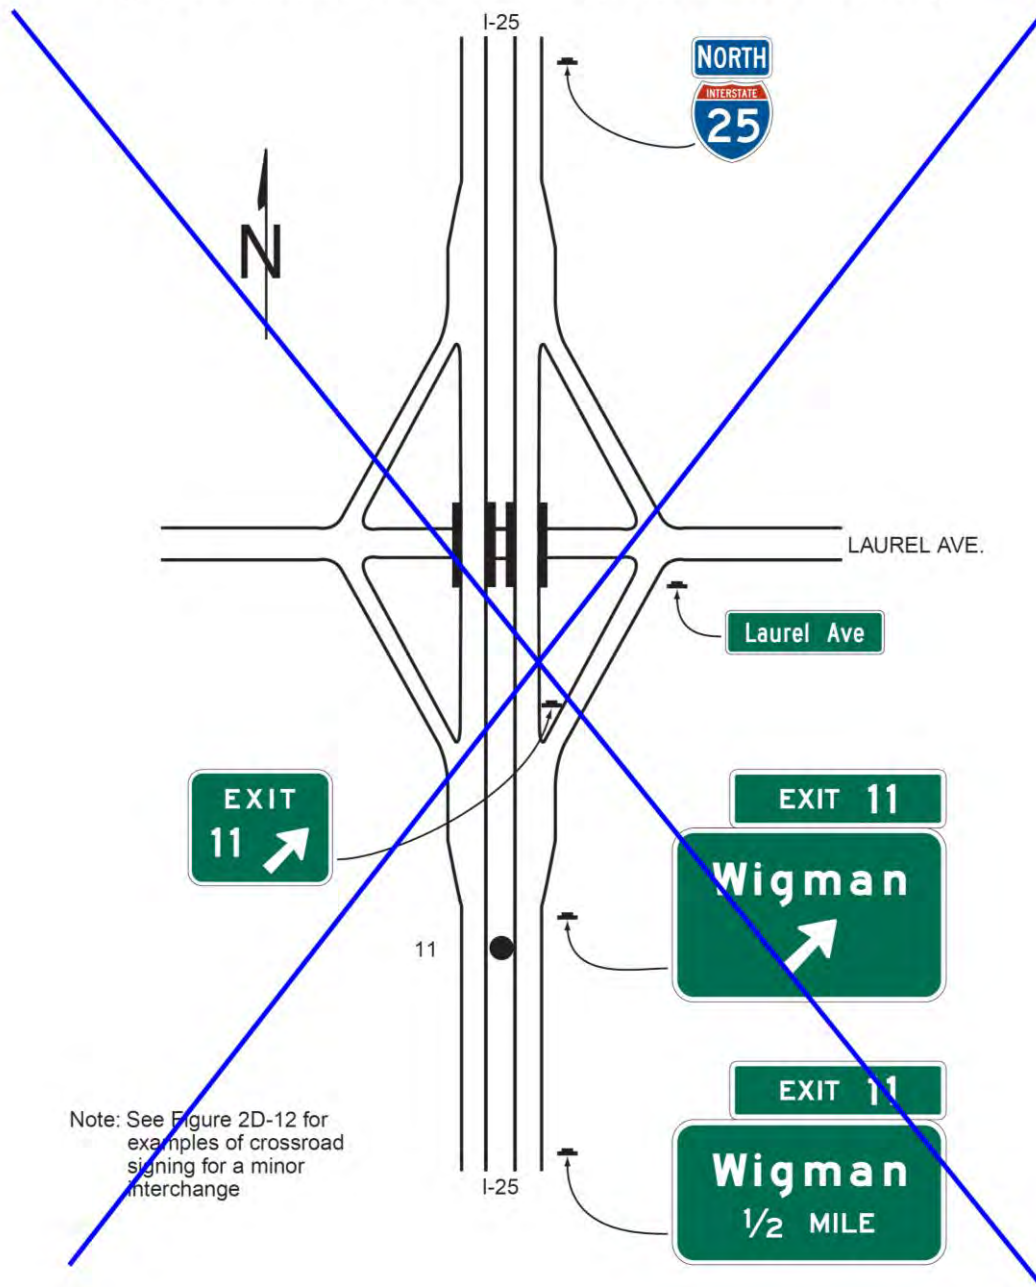 I-25
NORTH
INTERSTATE
25
N
LAUREL AVE.
Laurel Ave
EXIT
11
EXIT 11
Wigman
11
EXIT 11
Wigman
1/2 MILE
Note: See Figure 2D-12 for
examples of crossroad
signing for a minor
interchange
I-25